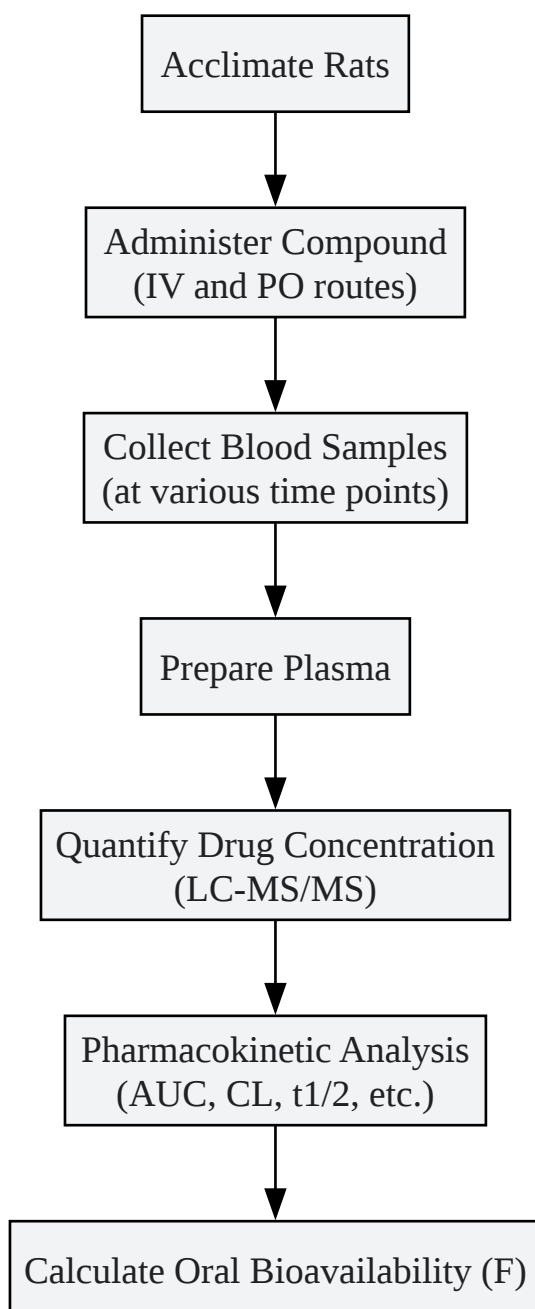 Acclimate Rats
Administer Compound
(IV and PO routes)
Collect Blood Samples
(at various time points)
Prepare Plasma
Quantify Drug Concentration
(LC-MS/MS)
Pharmacokinetic Analysis
(AUC, CL, t1/2, etc.)
Calculate Oral Bioavailability (F)